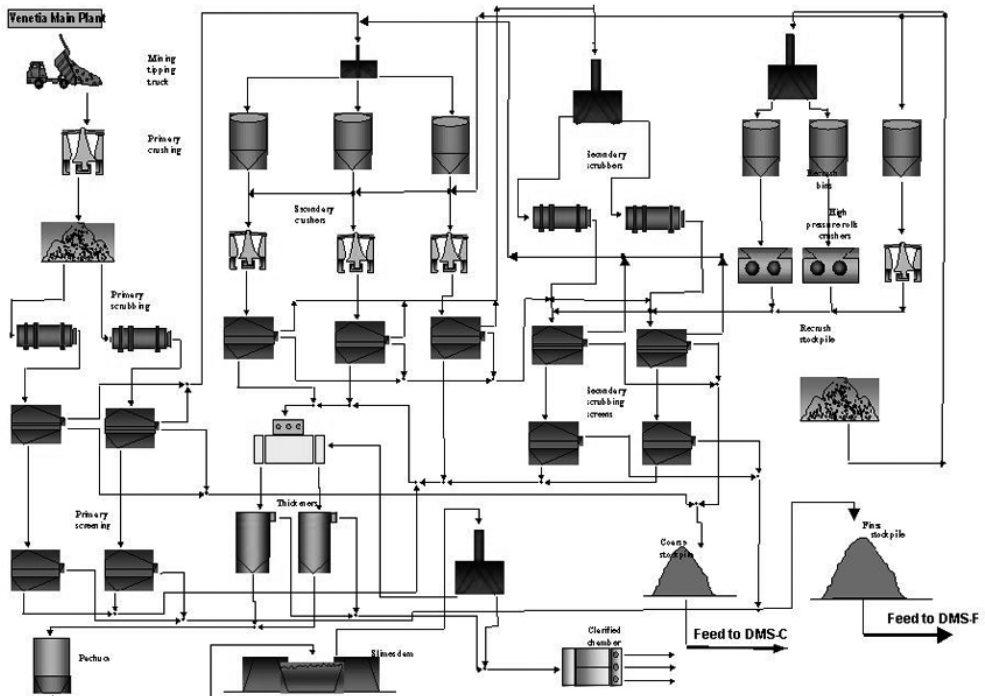 Venetia Main Plant
Mining
tipping
truck
Primary
crushing
Secondary
scrubbers
Recrush
bins
Secondary
crushers
High
pressure rolls
crushers
Primary
scrubbing
Recrush
stockpile
Secondary
scrubbing
screens
Thickeners
Primary
screening
Coarse
stockpile
Fines
stockpile
Feed to DMS-F
Clarified
chamber
Feed to DMS-C
Slimesdam